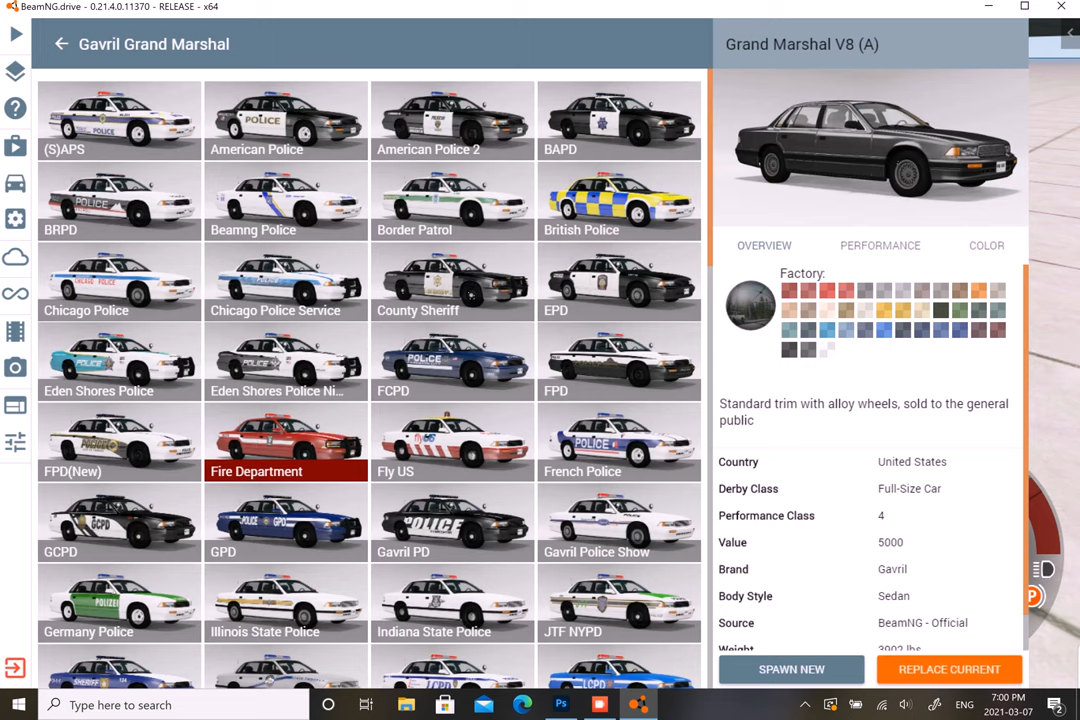 BeamNG.drive - 0.21.4.0.11370 - RELEASE - x64
Gavril Grand Marshal
Grand Marshal V8 (A)
(S)APS
American Police
American Police 2
BAPD
BRPD
Beamng Police
Border Patrol
British Police
Chicago Police
Chicago Police Service
County Sheriff
EPD
Eden Shores Police
Eden Shores Police Ni...
FCPD
FPD
FPD(New)
Fire Department
Fly US
French Police
GCPD
GPD
Gavril PD
Gavril Police Show
Germany Police
Illinois State Police
Indiana State Police
JTF NYPD
OVERVIEW
PERFORMANCE
COLOR
Factory:
Standard trim with alloy wheels, sold to the general
public
Country United States
Derby Class Full-Size Car
Performance Class 4
Value 5000
Brand Gavril
Body Style Sedan
Source BeamNG - Official
Weight 3902 lbs
SPAWN NEW
REPLACE CURRENT
Type here to search
Ps
ENG
7:00 PM
2021-03-07
2